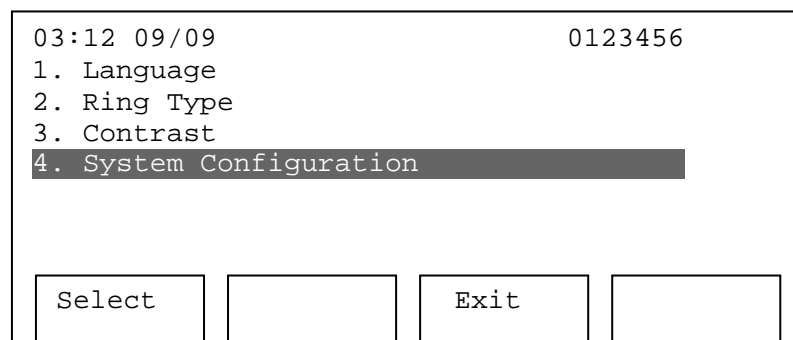 03:12 09/09 0123456
1. Language
2. Ring Type
3. Contrast
4. System Configuration
Select Exit